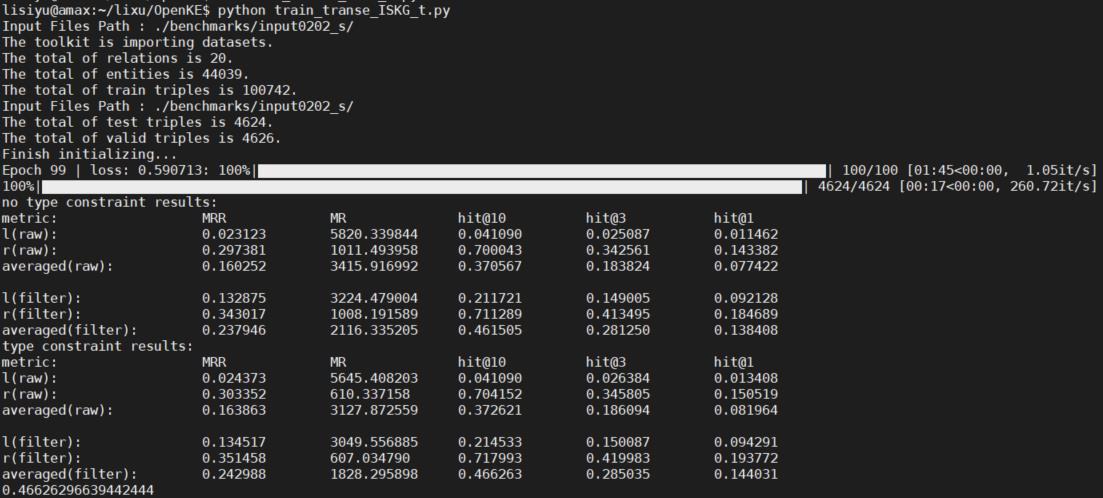 lisiyu@amax:~/lixu/OpenKE$ python train_transe_ISKG_t.py
Input Files Path : ./benchmarks/input0202_s/
The toolkit is importing datasets.
The total of relations is 20.
The total of entities is 44039.
The total of train triples is 100742.
Input Files Path : ./benchmarks/input0202_s/
The total of test triples is 4624.
The total of valid triples is 4626.
Finish initializing...
Epoch 99 | loss: 0.590713: 100%| | 100/100 [01:45<00:00, 1.05it/s]
100%| | 4624/4624 [00:17<00:00, 260.72it/s]
no type constraint results:
metric: MRR MR hit@10 hit@3 hit@1
l(raw): 0.023123 5820.339844 0.041090 0.025087 0.011462
r(raw): 0.297381 1011.493958 0.700043 0.342561 0.143382
averaged(raw): 0.160252 3415.916992 0.370567 0.183824 0.077422
l(filter): 0.132875 3224.479004 0.211721 0.149005 0.092128
r(filter): 0.343017 1008.191589 0.711289 0.413495 0.184689
averaged(filter): 0.237946 2116.335205 0.461505 0.281250 0.138408
type constraint results:
metric: MRR MR hit@10 hit@3 hit@1
l(raw): 0.024373 5645.408203 0.041090 0.026384 0.013408
r(raw): 0.303352 610.337158 0.704152 0.345805 0.150519
averaged(raw): 0.163863 3127.872559 0.372621 0.186094 0.081964
l(filter): 0.134517 3049.556885 0.214533 0.150087 0.094291
r(filter): 0.351458 607.034790 0.717993 0.419983 0.193772
averaged(filter): 0.242988 1828.295898 0.466263 0.285035 0.144031
0.46626296639442444